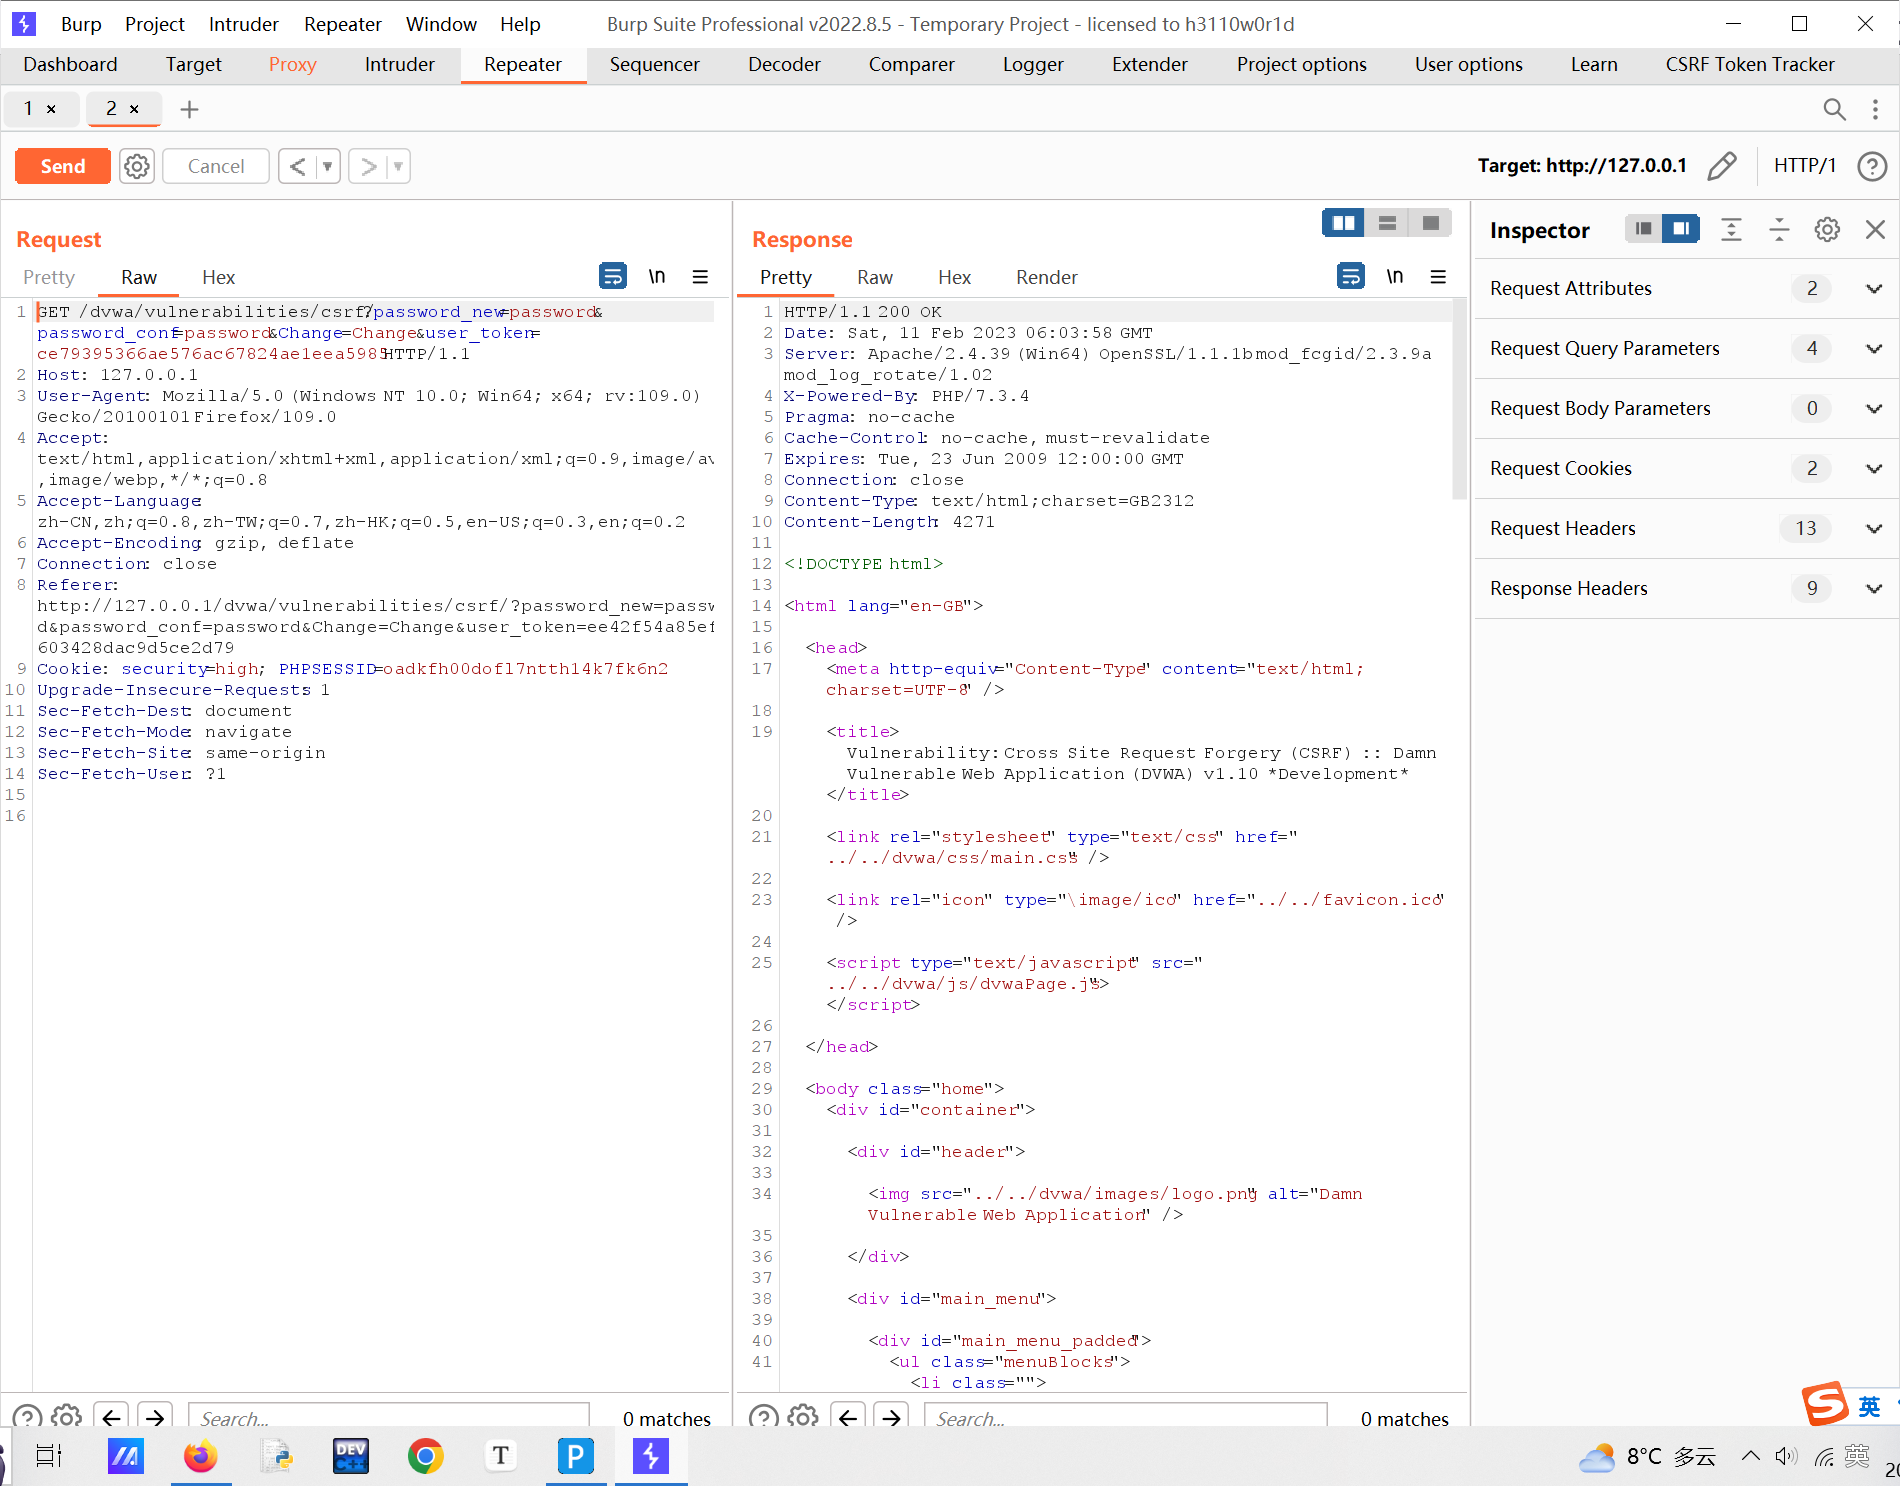 Burp Project Intruder Repeater Window Help Burp Suite Professional v2022.8.5 - Temporary Project - licensed to h3110w0r1d
Dashboard Target Proxy Intruder Repeater Sequencer Decoder Comparer Logger Extender Project options User options Learn CSRF Token Tracker
1 × 2 × +
Send Cancel < > Target: http://127.0.0.1 HTTP/1 ?
Request
Pretty Raw Hex \n
1 GET /dvwa/vulnerabilities/csrf/?password_new=password&
password_conf=password&Change=Change&user_token=
ce79395366ae576ac67824ae1eea5985 HTTP/1.1
2 Host: 127.0.0.1
3 User-Agent: Mozilla/5.0 (Windows NT 10.0; Win64; x64; rv:109.0)
Gecko/20100101 Firefox/109.0
4 Accept:
text/html,application/xhtml+xml,application/xml;q=0.9,image/av
,image/webp,*/*;q=0.8
5 Accept-Language:
zh-CN,zh;q=0.8,zh-TW;q=0.7,zh-HK;q=0.5,en-US;q=0.3,en;q=0.2
6 Accept-Encoding: gzip, deflate
7 Connection: close
8 Referer:
http://127.0.0.1/dvwa/vulnerabilities/csrf/?password_new=passw
d&password_conf=password&Change=Change&user_token=ee42f54a85ef
603428dac9d5ce2d79
9 Cookie: security=high; PHPSESSID=oadkfh00dofl7ntth14k7fk6n2
10 Upgrade-Insecure-Requests: 1
11 Sec-Fetch-Dest: document
12 Sec-Fetch-Mode: navigate
13 Sec-Fetch-Site: same-origin
14 Sec-Fetch-User: ?1
15
16
Search... 0 matches
Response
Pretty Raw Hex Render \n
1 HTTP/1.1 200 OK
2 Date: Sat, 11 Feb 2023 06:03:58 GMT
3 Server: Apache/2.4.39 (Win64) OpenSSL/1.1.1b mod_fcgid/2.3.9a
mod_log_rotate/1.02
4 X-Powered-By: PHP/7.3.4
5 Pragma: no-cache
6 Cache-Control: no-cache, must-revalidate
7 Expires: Tue, 23 Jun 2009 12:00:00 GMT
8 Connection: close
9 Content-Type: text/html;charset=GB2312
10 Content-Length: 4271
11
12 <!DOCTYPE html>
13
14 <html lang="en-GB">
15
16 <head>
17 <meta http-equiv="Content-Type" content="text/html;
charset=UTF-8" />
18
19 <title>
Vulnerability: Cross Site Request Forgery (CSRF) :: Damn
Vulnerable Web Application (DVWA) v1.10 *Development*
</title>
20
21 <link rel="stylesheet" type="text/css" href="
../../dvwa/css/main.css" />
22
23 <link rel="icon" type="\image/ico" href="../../favicon.ico"
/>
24
25 <script type="text/javascript" src="
../../dvwa/js/dvwaPage.js">
</script>
26
27 </head>
28
29 <body class="home">
30 <div id="container">
31
32 <div id="header">
33
34 <img src="../../dvwa/images/logo.png" alt="Damn
Vulnerable Web Application" />
35
36 </div>
37
38 <div id="main_menu">
39
40 <div id="main_menu_padded">
41 <ul class="menuBlocks">
<li class="">
Search... 0 matches
Inspector
Request Attributes 2
Request Query Parameters 4
Request Body Parameters 0
Request Cookies 2
Request Headers 13
Response Headers 9
S 英
DEV C++ T P 8°C 多云 英 20